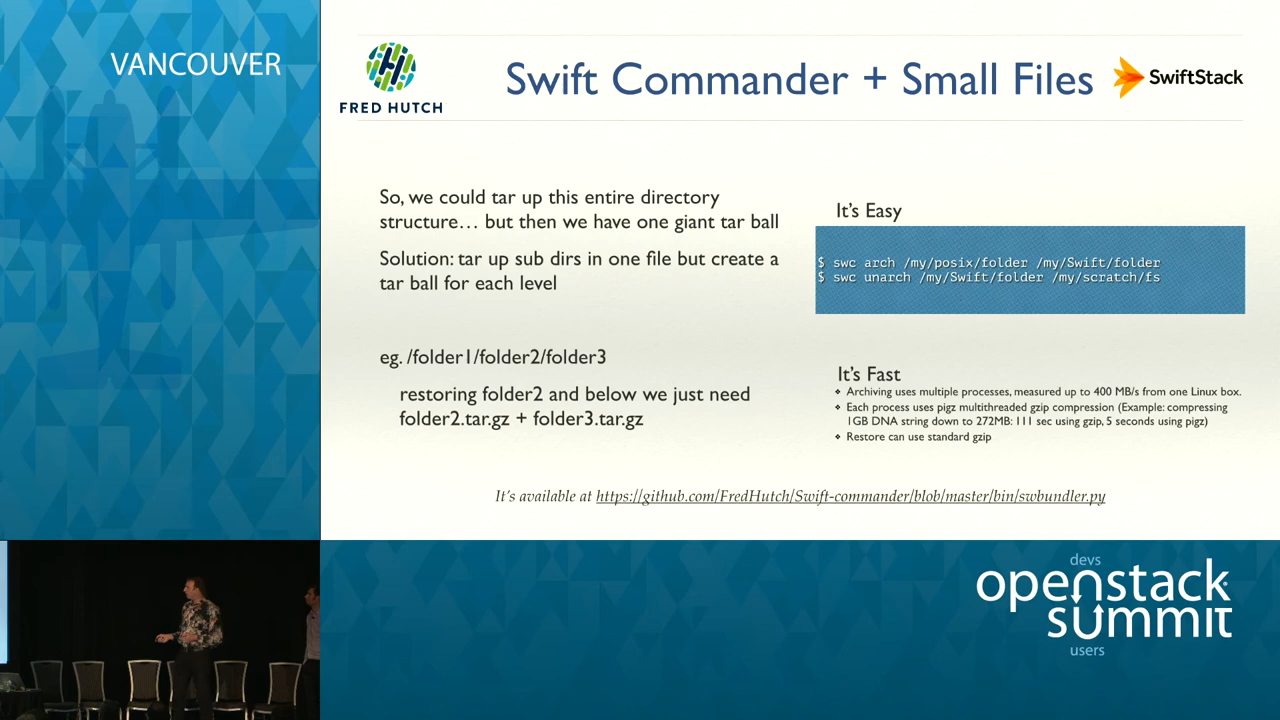 VANCOUVER
FRED HUTCH
Swift Commander + Small Files
SwiftStack
So, we could tar up this entire directory
structure… but then we have one giant tar ball
Solution: tar up sub dirs in one file but create a
tar ball for each level
eg. /folder1/folder2/folder3
restoring folder2 and below we just need
folder2.tar.gz + folder3.tar.gz
It's Easy
$ swc arch /my/posix/folder /my/Swift/folder
$ swc unarch /my/Swift/folder /my/scratch/fs
It's Fast
❖ Archiving uses multiple processes, measured up to 400 MB/s from one Linux box.
❖ Each process uses pigz multithreaded gzip compression (Example: compressing
1GB DNA string down to 272MB: 111 sec using gzip, 5 seconds using pigz)
❖ Restore can use standard gzip
It's available at https://github.com/FredHutch/Swift-commander/blob/master/bin/swbundler.py
devs
openstack
summit
users